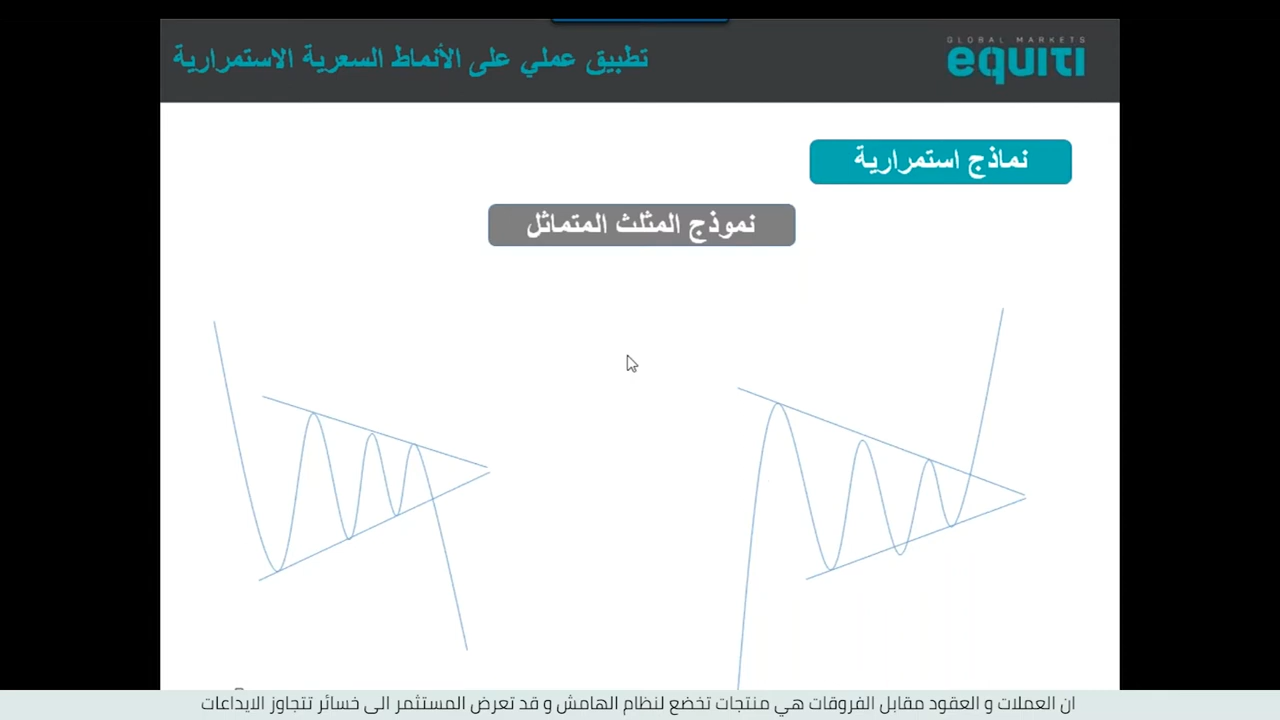 تطبيق عملي على الأنماط السعرية الاستمرارية
GLOBAL MARKETS
equiti
نماذج استمرارية
نموذج المثلث المتماثل
ان العملات و العقود مقابل الفروقات هي منتجات تخضع لنظام الهامش و قد تعرض المستثمر الى خسائر تتجاوز الايداعات